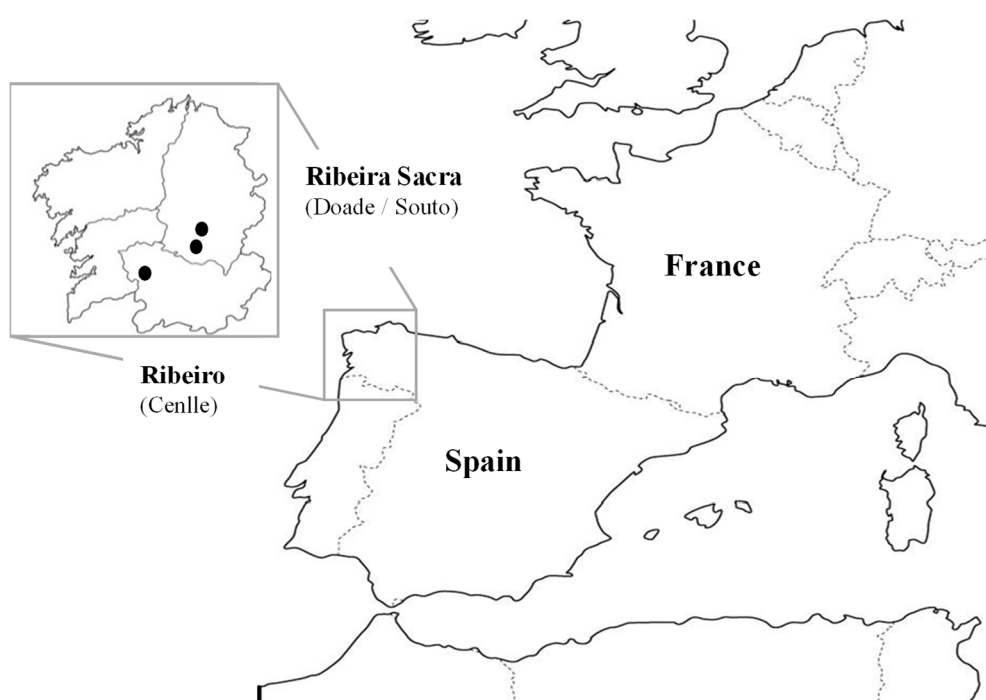 Ribeira Sacra
(Doade / Souto)
France
Ribeiro
(Cenlle)
Spain